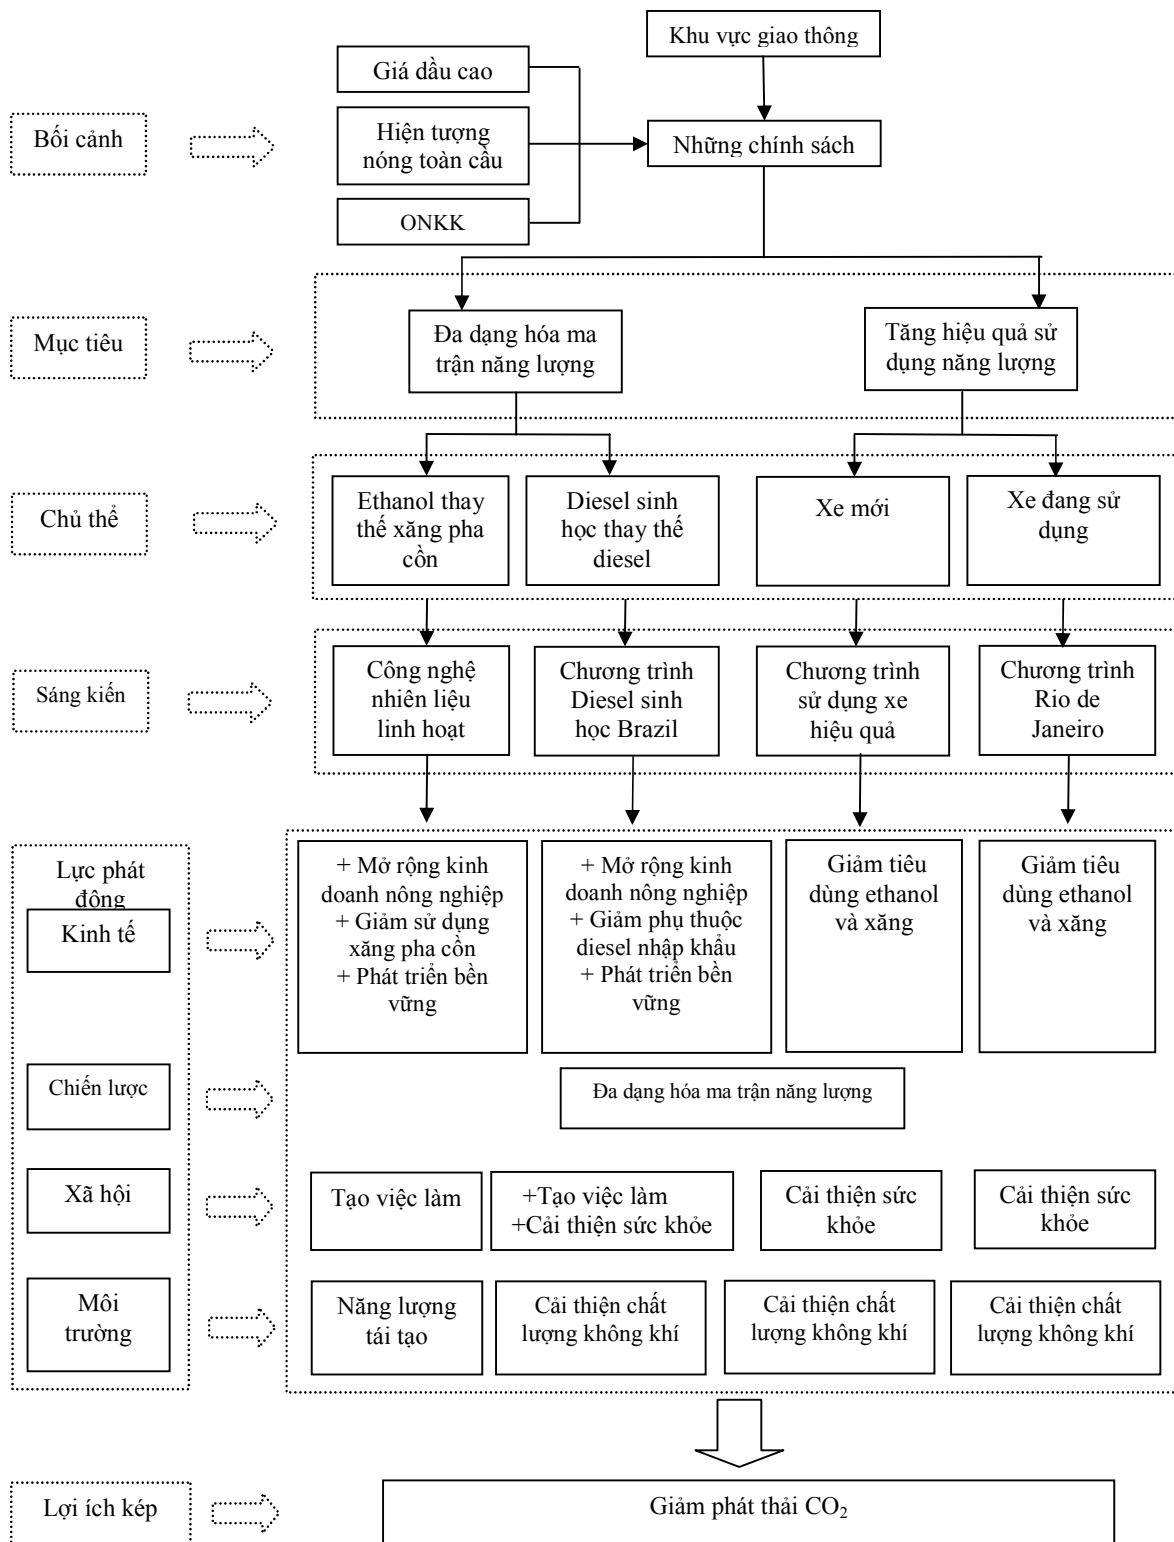 Khu vực giao thông
Giá dầu cao
Bối cảnh
Hiện tượng
nóng toàn cầu
Những chính sách
ONKK
Mục tiêu
Đa dạng hóa ma
trận năng lượng
Tăng hiệu quả sử
dụng năng lượng
Chủ thể
Ethanol thay
thế xăng pha
cồn
Diesel sinh
học thay thế
diesel
Xe mới
Xe đang sử
dụng
Sáng kiến
Công nghệ
nhiên liệu
linh hoạt
Chương trình
Diesel sinh
học Brazil
Chương trình
sử dụng xe
hiệu quả
Chương trình
Rio de
Janeiro
Lực phát
động
Kinh tế
+ Mở rộng kinh
doanh nông nghiệp
+ Giảm sử dụng
xăng pha cồn
+ Phát triển bền
vững
+ Mở rộng kinh
doanh nông nghiệp
+ Giảm phụ thuộc
diesel nhập khẩu
+ Phát triển bền
vững
Giảm tiêu
dùng ethanol
và xăng
Giảm tiêu
dùng ethanol
và xăng
Chiến lược
Đa dạng hóa ma trận năng lượng
Xã hội
Tạo việc làm
+Tạo việc làm
+Cải thiện sức khỏe
Cải thiện sức
khỏe
Cải thiện sức
khỏe
Môi
trường
Năng lượng
tái tạo
Cải thiện chất
lượng không khí
Cải thiện chất
lượng không khí
Cải thiện chất
lượng không khí
Lợi ích kép
Giảm phát thải CO₂